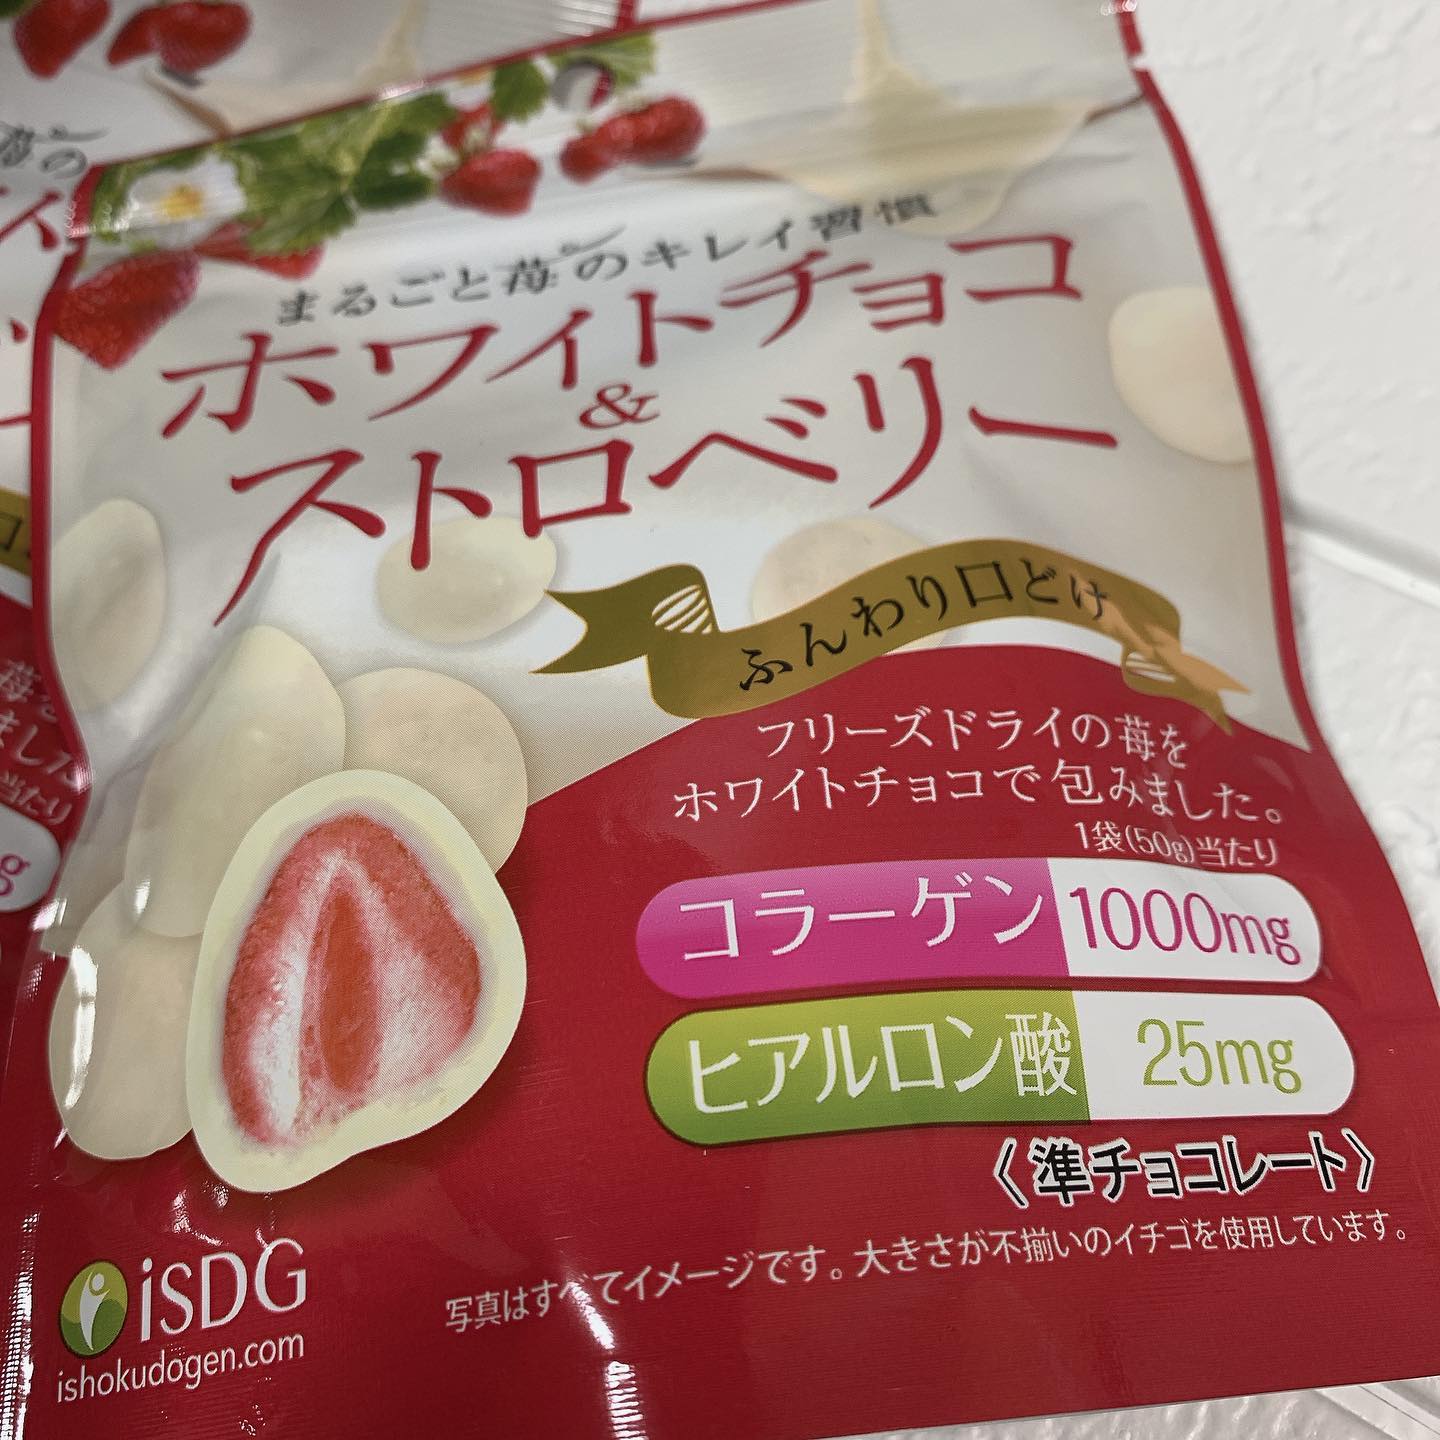 まるごと苺のキレイ習慣
ホワイトチョコ
&
ストロベリー
ふんわり口どけ
フリーズドライの苺を
ホワイトチョコで包みました。
1袋(50g)当たり
コラーゲン 1000mg
ヒアルロン酸 25mg
〈準チョコレート〉
写真はすべてイメージです。大きさが不揃いのイチゴを使用しています。
iSDG
ishokudogen.com
苺の
当たり